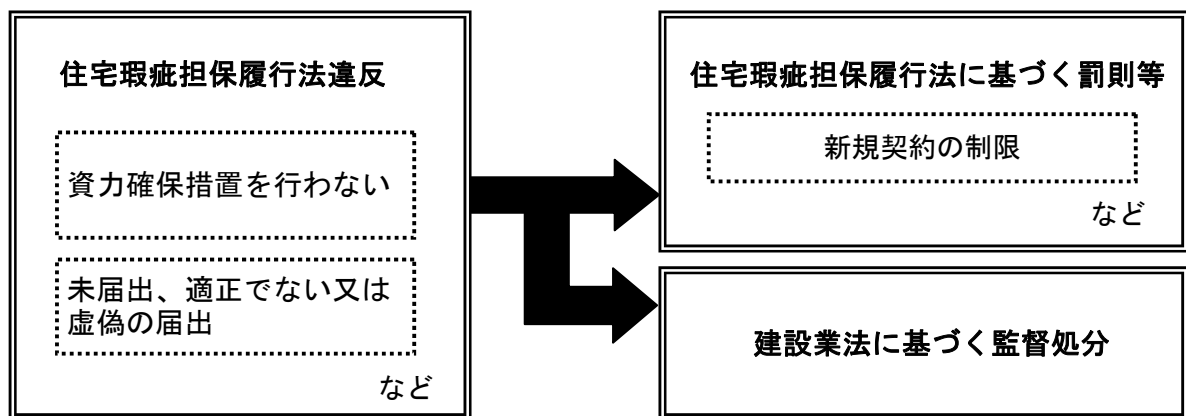 住宅瑕疵担保履行法違反
資力確保措置を行わない
未届出、適正でない又は
虚偽の届出
など
住宅瑕疵担保履行法に基づく罰則等
新規契約の制限
など
建設業法に基づく監督処分